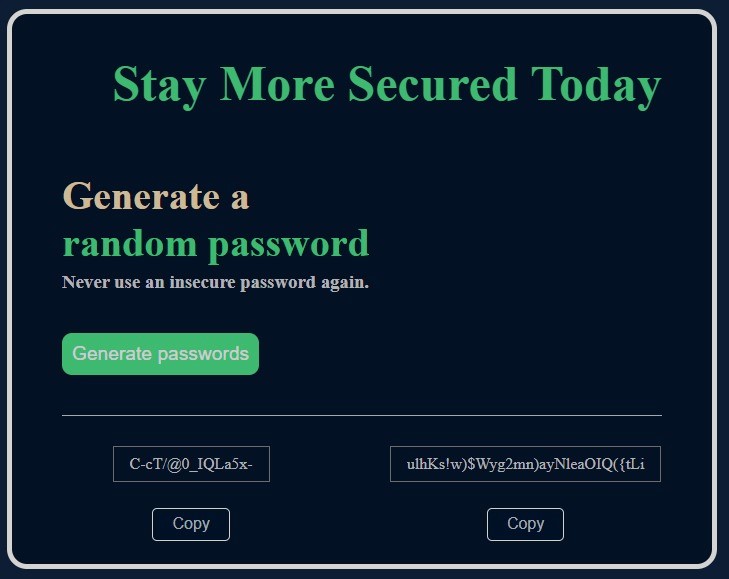 Stay More Secured Today
Generate a
random password
Never use an insecure password again.
Generate passwords
C-cT/@0_IQLa5x-
ulhKs!w)$Wyg2mn)ayNleaOIQ({tLi
Copy
Copy